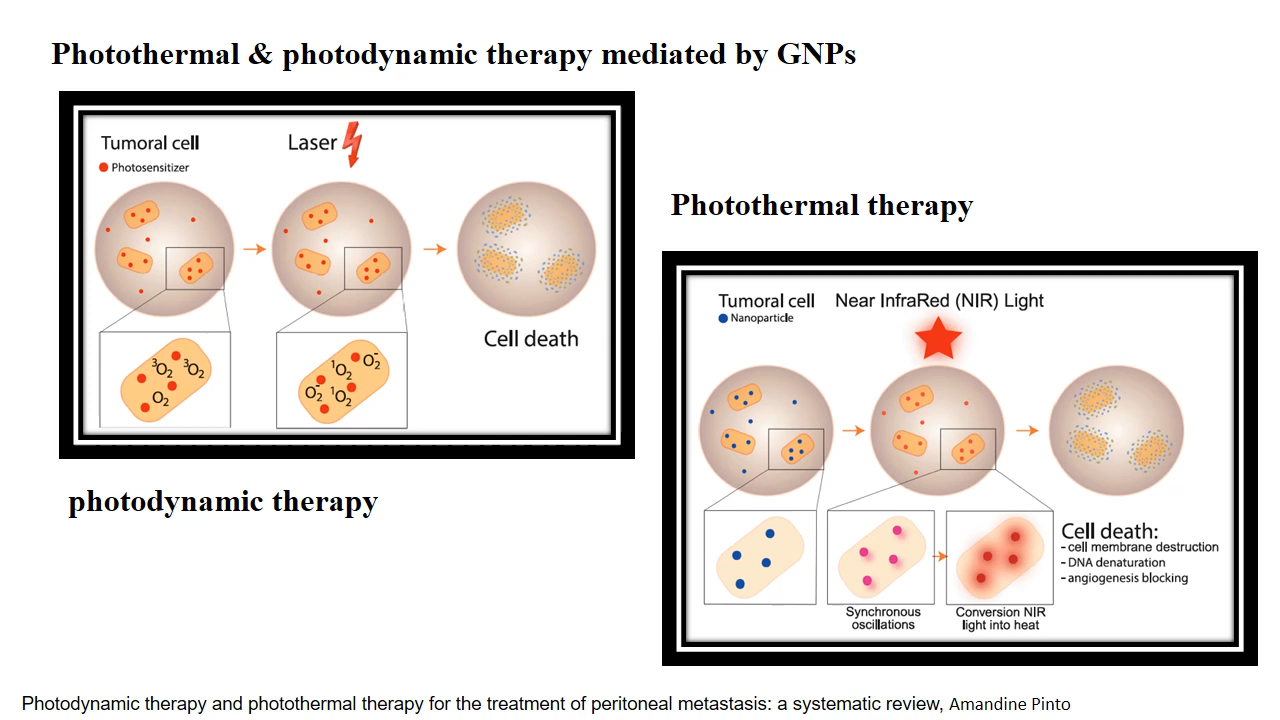 Photothermal & photodynamic therapy mediated by GNPs
Tumoral cell
Photosensitizer
Laser
³O₂
³O₂
O₂
¹O₂
O₂⁻
O₂⁻
¹O₂
Cell death
photodynamic therapy
Photothermal therapy
Tumoral cell
Nanoparticle
Near InfraRed (NIR) Light
Synchronous
oscillations
Conversion NIR
light into heat
Cell death:
- cell membrane destruction
- DNA denaturation
- angiogenesis blocking
Photodynamic therapy and photothermal therapy for the treatment of peritoneal metastasis: a systematic review, Amandine Pinto